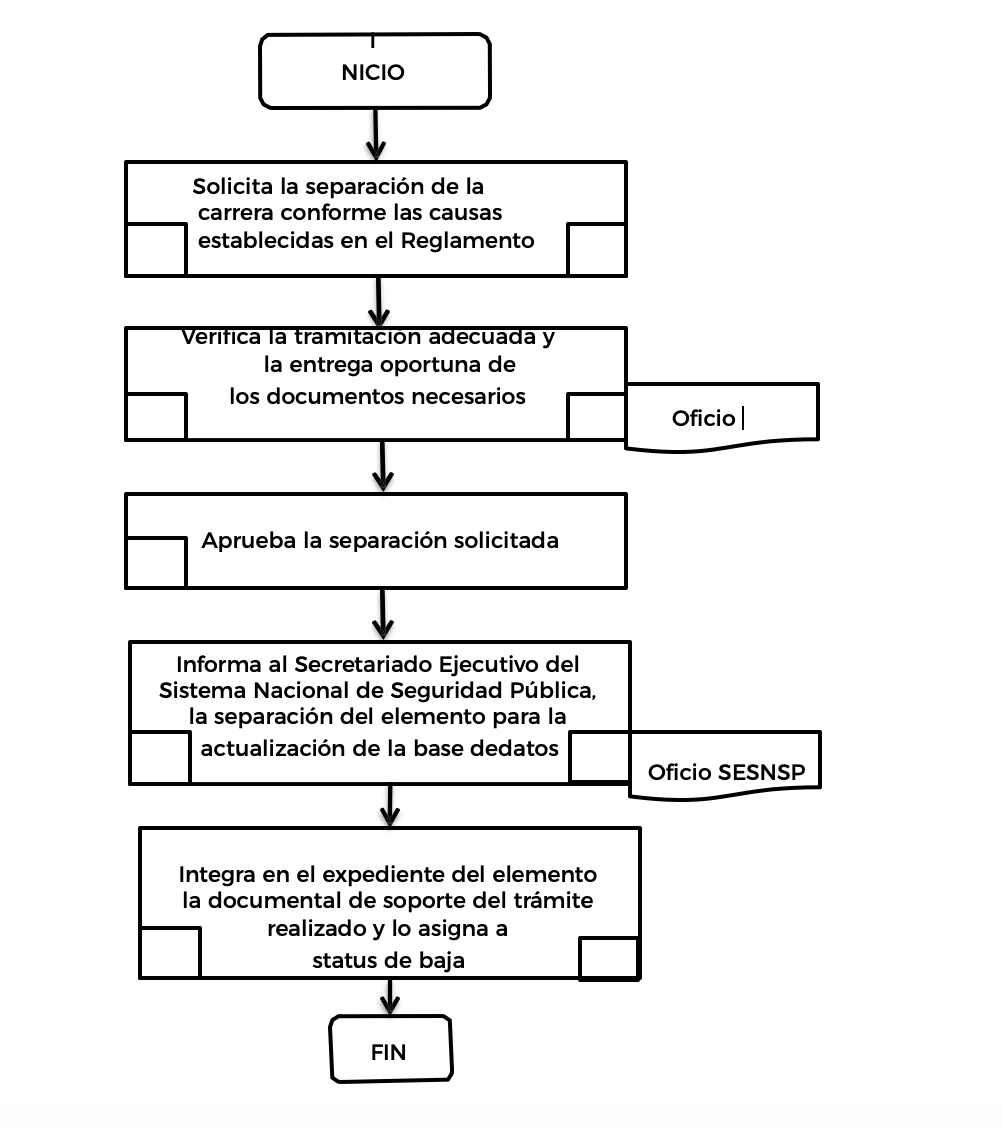 NICIO
Solicita la separación de la
carrera conforme las causas
establecidas en el Reglamento
Verifica la tramitación adecuada y
la entrega oportuna de
los documentos necesarios
Oficio
Aprueba la separación solicitada
Informa al Secretariado Ejecutivo del
Sistema Nacional de Seguridad Pública,
la separación del elemento para la
actualización de la base dedatos
Oficio SESNSP
Integra en el expediente del elemento
la documental de soporte del trámite
realizado y lo asigna a
status de baja
FIN